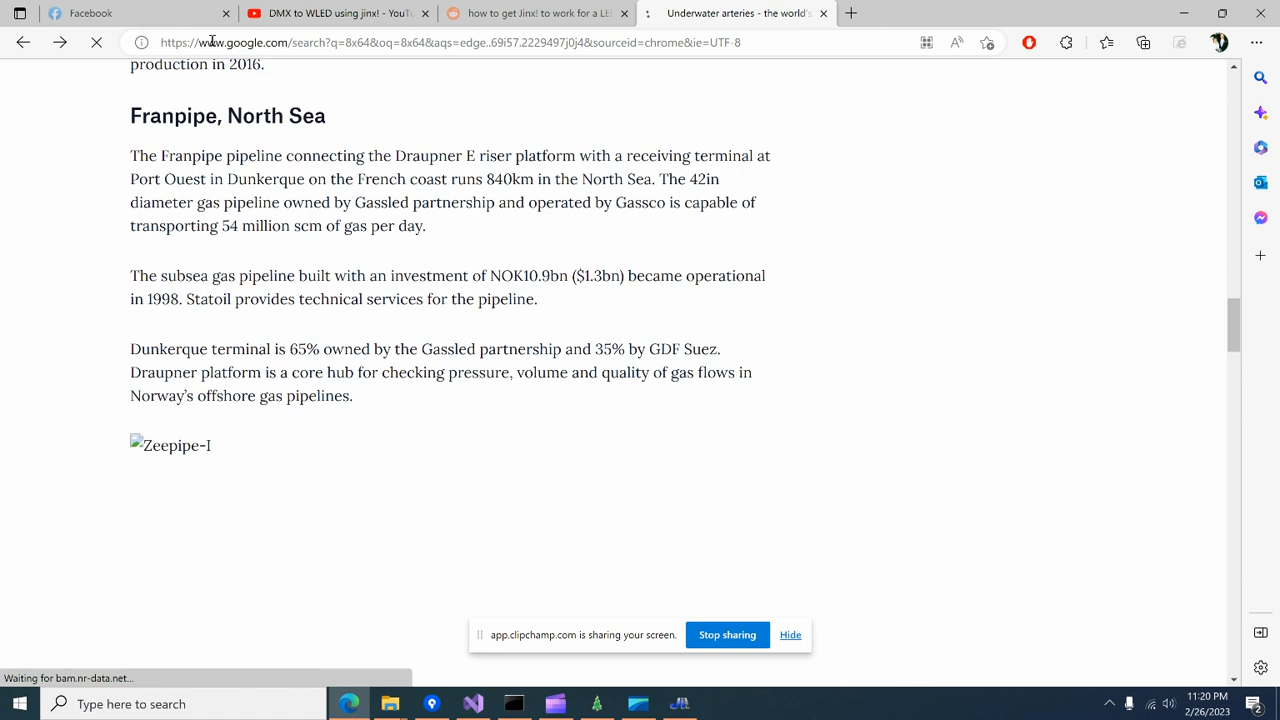 Facebook
DMX to WLED using jinx! - YouTu
how to get Jinx! to work for a LE
Underwater arteries - the world's
https://www.google.com/search?q=8x64&oq=8x64&aqs=edge..69i57.2229497j0j4&sourceid=chrome&ie=UTF-8
production in 2016.
Franpipe, North Sea
The Franpipe pipeline connecting the Draupner E riser platform with a receiving terminal at
Port Ouest in Dunkerque on the French coast runs 840km in the North Sea. The 42in
diameter gas pipeline owned by Gassled partnership and operated by Gassco is capable of
transporting 54 million scm of gas per day.
The subsea gas pipeline built with an investment of NOK10.9bn ($1.3bn) became operational
in 1998. Statoil provides technical services for the pipeline.
Dunkerque terminal is 65% owned by the Gassled partnership and 35% by GDF Suez.
Draupner platform is a core hub for checking pressure, volume and quality of gas flows in
Norway's offshore gas pipelines.
Zeepipe-I
app.clipchamp.com is sharing your screen.
Stop sharing
Hide
Waiting for bam.nr-data.net...
Type here to search
11:20 PM
2/26/2023
2